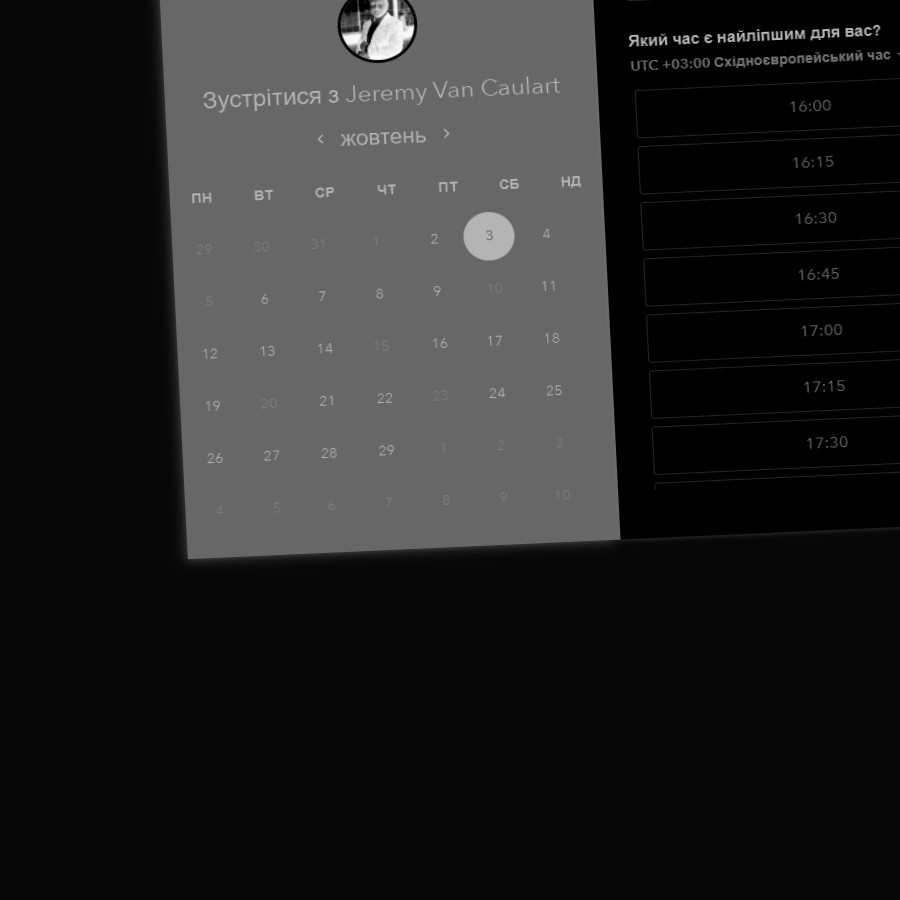 Зустрітися з Jeremy Van Caulart
‹ жовтень ›
ПН ВТ СР ЧТ ПТ СБ НД
29 30 31 1 2 3 4
5 6 7 8 9 10 11
12 13 14 15 16 17 18
19 20 21 22 23 24 25
26 27 28 29 1 2 3
4 5 6 7 8 9 10
Який час є найліпшим для вас?
UTC +03:00 Східноєвропейський час
16:00
16:15
16:30
16:45
17:00
17:15
17:30